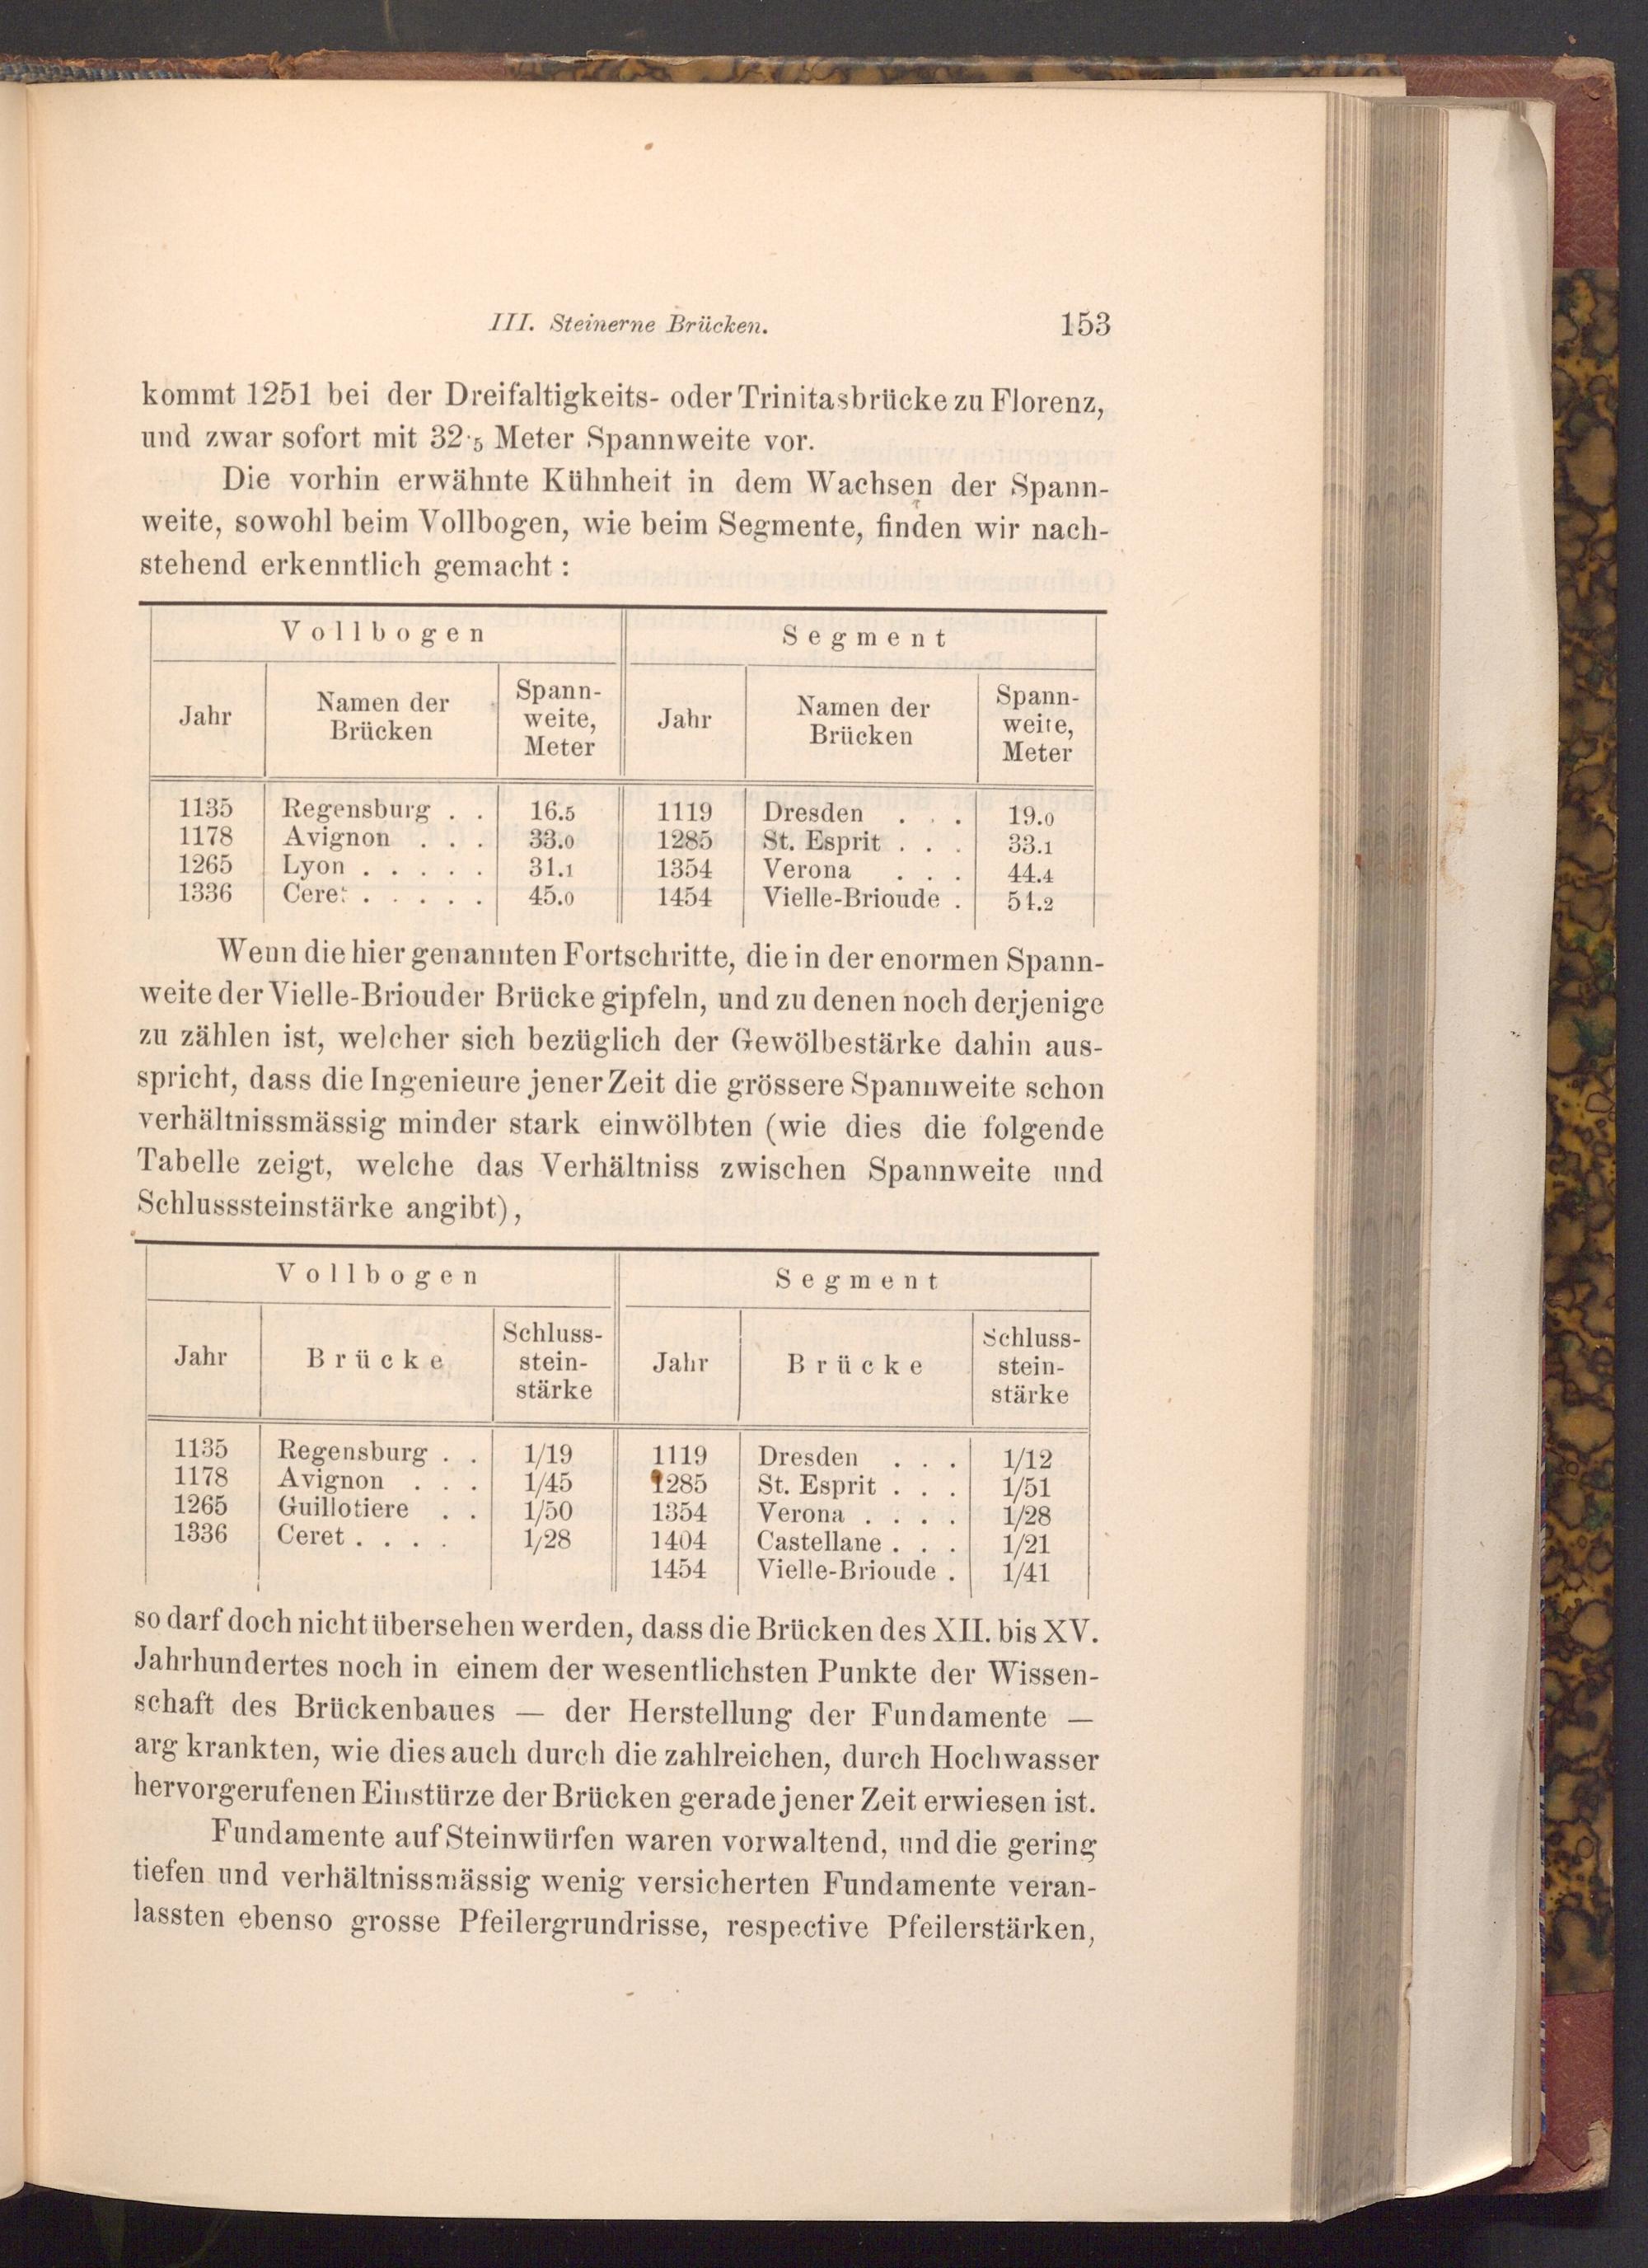 III. Steinerne Brücken. 153
kommt 1251 bei der Dreifaltigkeits- oder Trinitasbrücke zu Florenz,
und zwar sofort mit 32·5 Meter Spannweite vor.
Die vorhin erwähnte Kühnheit in dem Wachsen der Spann-
weite, sowohl beim Vollbogen, wie beim Segmente, finden wir nach-
stehend erkenntlich gemacht :
Vollbogen Segment
Jahr Namen der Brücken Spann-weite, Meter Jahr Namen der Brücken Spann-weite, Meter
1135 Regensburg . . 16.5 1119 Dresden . . . 19.0
1178 Avignon . . . 33.0 1285 St. Esprit . . . 33.1
1265 Lyon . . . . . 31.1 1354 Verona . . . 44.4
1336 Ceret . . . . . 45.0 1454 Vielle-Brioude . 54.2
Wenn die hier genannten Fortschritte, die in der enormen Spann-
weite der Vielle-Briouder Brücke gipfeln, und zu denen noch derjenige
zu zählen ist, welcher sich bezüglich der Gewölbestärke dahin aus-
spricht, dass die Ingenieure jener Zeit die grössere Spannweite schon
verhältnissmässig minder stark einwölbten (wie dies die folgende
Tabelle zeigt, welche das Verhältniss zwischen Spannweite und
Schlusssteinstärke angibt),
Vollbogen Segment
Jahr Brücke Schluss-stein-stärke Jahr Brücke Schluss-stein-stärke
1135 Regensburg . . 1/19 1119 Dresden . . . 1/12
1178 Avignon . . . 1/45 1285 St. Esprit . . . 1/51
1265 Guillotiere . . 1/50 1354 Verona . . . . 1/28
1336 Ceret . . . . 1/28 1404 Castellane . . . 1/21
1454 Vielle-Brioude . 1/41
so darf doch nicht übersehen werden, dass die Brücken des XII. bis XV.
Jahrhundertes noch in einem der wesentlichsten Punkte der Wissen-
schaft des Brückenbaues — der Herstellung der Fundamente —
arg krankten, wie dies auch durch die zahlreichen, durch Hochwasser
hervorgerufenen Einstürze der Brücken gerade jener Zeit erwiesen ist.
Fundamente auf Steinwürfen waren vorwaltend, und die gering
tiefen und verhältnissmässig wenig versicherten Fundamente veran-
lassten ebenso grosse Pfeilergrundrisse, respective Pfeilerstärken,